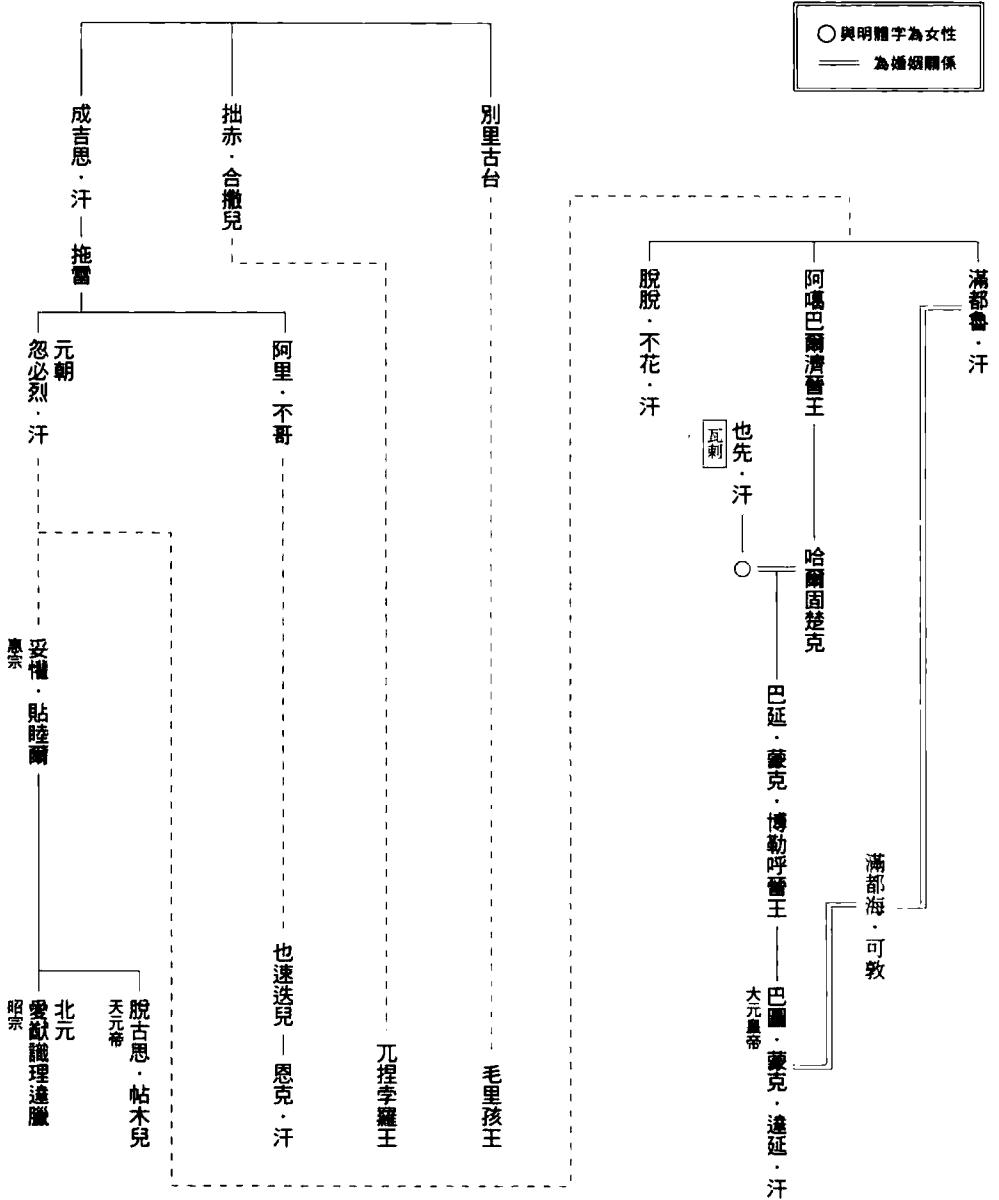 ○與明體字為女性
＝為婚姻關係
滿都魯・汗
阿噶巴爾濟晉王
脫脫・不花・汗
也先・汗
瓦剌
哈爾固楚克
巴延・蒙克・博勒呼晉王
滿都海・可敦
巴圖・蒙克・達延・汗
大元皇帝
別里古台
拙赤・合撒兒
成吉思・汗
拖雷
阿里・不哥
元朝
忽必烈・汗
妥懽・貼睦爾
惠宗
毛里孩王
兀捏孛羅王
也速迭兒
恩克・汗
脫古思・帖木兒
天元帝
北元
愛猷識理達臘
昭宗